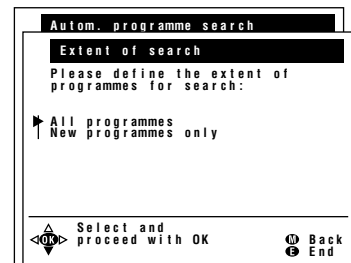 Autom. programme search
Extent of search
Please define the extent of
programmes for search:
All programmes
New programmes only
Select and
OK proceed with OK
M Back
E End